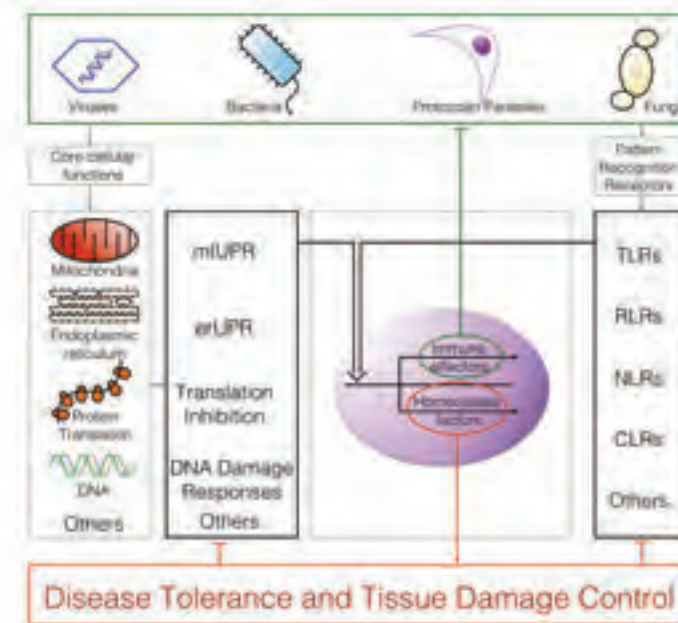 Viruses
Bacteria
Protozoan Parasites
Fung
Core cellular
functions
Pattern
Recognition
Receptors
Mitochondria
Endoplasmic
reticulum
Protein
Translation
DNA
Others
mtUPR
erUPR
Translation
Inhibition
DNA Damage
Responses
Others
Immune
effectors
Homeostasis
factors
TLRs
RLRs
NLRs
CLRs
Others
Disease Tolerance and Tissue Damage Control